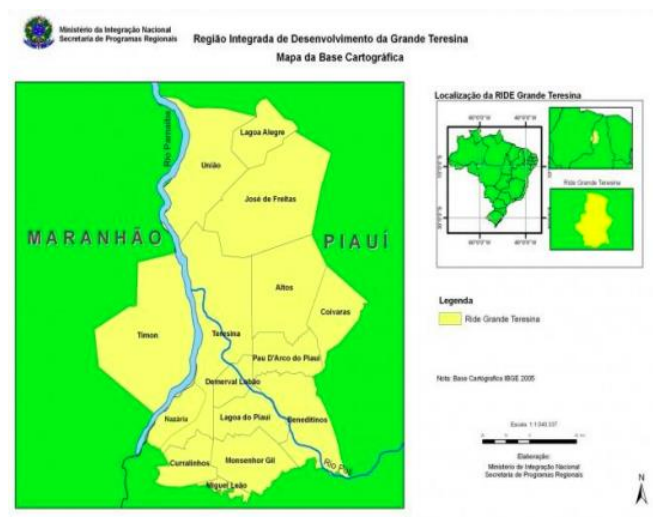 Ministério da Integração Nacional
Secretaria de Programas Regionais
Região Integrada de Desenvolvimento da Grande Teresina
Mapa da Base Cartográfica
Rio Parnaíba
Lagoa Alegre
União
José de Freitas
MARANHÃO
PIAUÍ
Altos
Coivaras
Timon
Teresina
Pau D'Arco do Piauí
Demerval Lobão
Nazária
Lagoa do Piauí
Beneditinos
Curralinhos
Monsenhor Gil
Rio Poti
Miguel Leão
Localização da RIDE Grande Teresina
Ride Grande Teresina
Legenda
Ride Grande Teresina
Nota: Base Cartográfica IBGE 2005
Elaboração:
Ministério da Integração Nacional
Secretaria de Programas Regionais
N